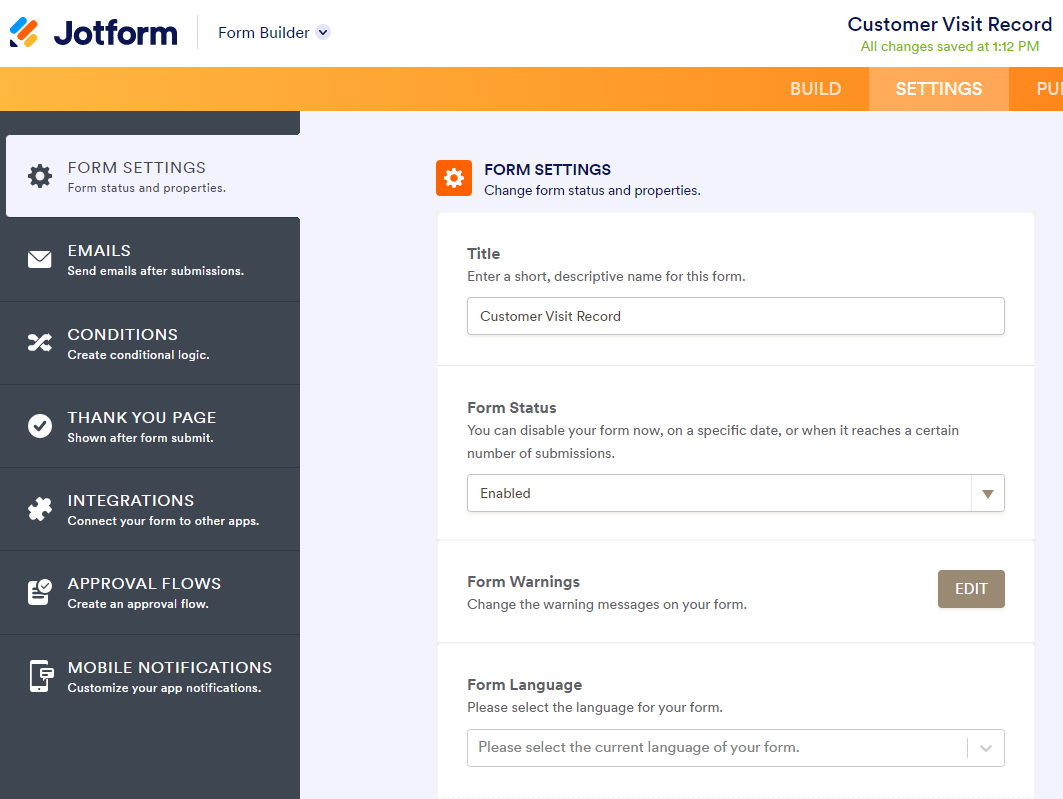 Jotform
Form Builder
Customer Visit Record
All changes saved at 1:12 PM
BUILD
SETTINGS
FORM SETTINGS
Form status and properties.
EMAILS
Send emails after submissions.
CONDITIONS
Create conditional logic.
THANK YOU PAGE
Shown after form submit.
INTEGRATIONS
Connect your form to other apps.
APPROVAL FLOWS
Create an approval flow.
MOBILE NOTIFICATIONS
Customize your app notifications.
FORM SETTINGS
Change form status and properties.
Title
Enter a short, descriptive name for this form.
Customer Visit Record
Form Status
You can disable your form now, on a specific date, or when it reaches a certain
number of submissions.
Enabled
Form Warnings
Change the warning messages on your form.
EDIT
Form Language
Please select the language for your form.
Please select the current language of your form.